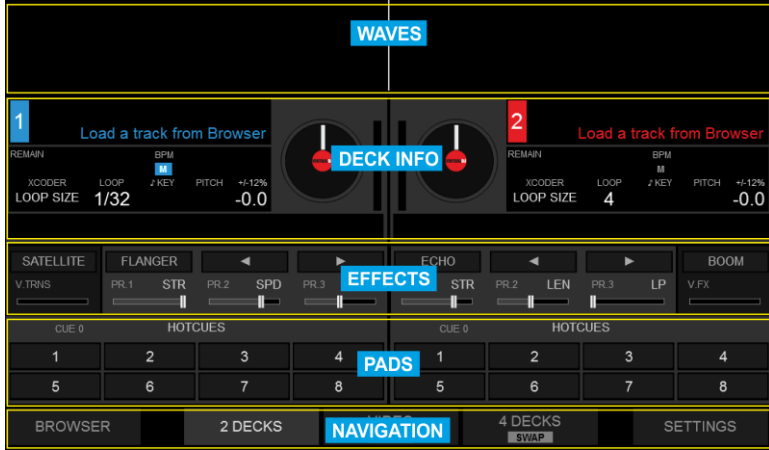 WAVES
1
Load a track from Browser
REMAIN BPM
M
XCODER LOOP ♪KEY PITCH +/-12%
LOOP SIZE 1/32 -0.0
DECK INFO
2
Load a track from Browser
REMAIN BPM
M
XCODER LOOP ♪KEY PITCH +/-12%
LOOP SIZE 4 -0.0
SATELLITE FLANGER ◄ ► ECHO ◄ ► BOOM
EFFECTS
V.TRNS PR.1 STR PR.2 SPD PR.3 STR PR.2 LEN PR.3 LP V.FX
CUE 0 HOTCUES CUE 0 HOTCUES
1 2 3 4 1 2 3 4
PADS
5 6 7 8 5 6 7 8
BROWSER 2 DECKS 4 DECKS SETTINGS
NAVIGATION
SWAP